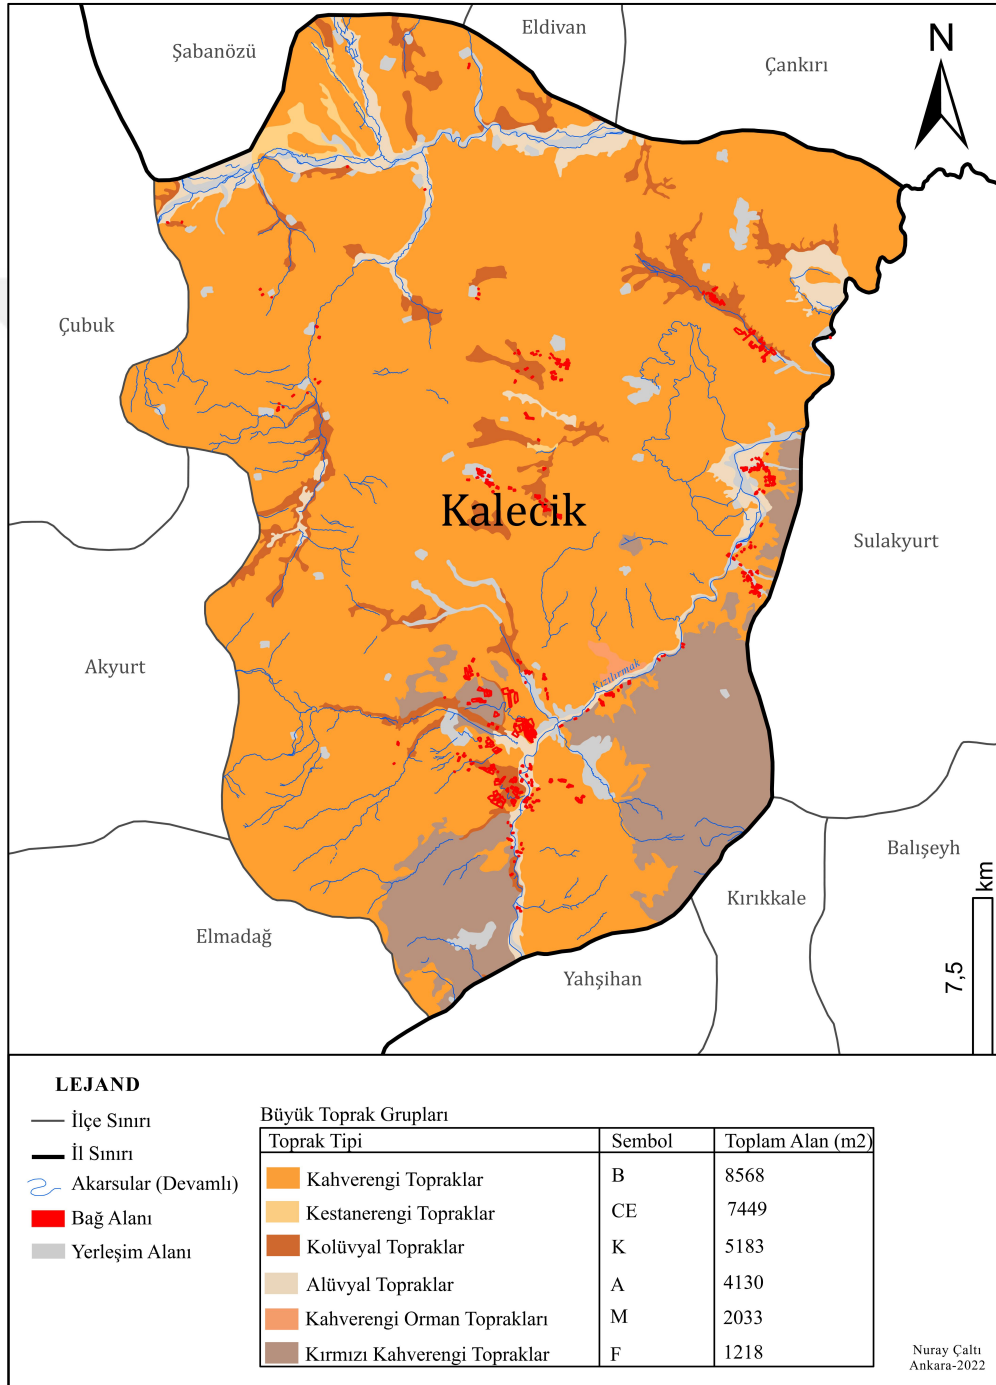 Eldivan
Şabanözü
Çankırı
N
Çubuk
Kalecik
Sulakyurt
Akyurt
Kızılırmak
Balışeyh
Kırıkkale
Elmadağ
Yahşihan
km
7,5
LEJAND
İlçe Sınırı
İl Sınırı
Akarsular (Devamlı)
Bağ Alanı
Yerleşim Alanı
Büyük Toprak Grupları
Toprak Tipi Sembol Toplam Alan (m2)
Kahverengi Topraklar B 8568
Kestanerengi Topraklar CE 7449
Kolüvyal Topraklar K 5183
Alüvyal Topraklar A 4130
Kahverengi Orman Toprakları M 2033
Kırmızı Kahverengi Topraklar F 1218
Nuray Çaltı
Ankara-2022